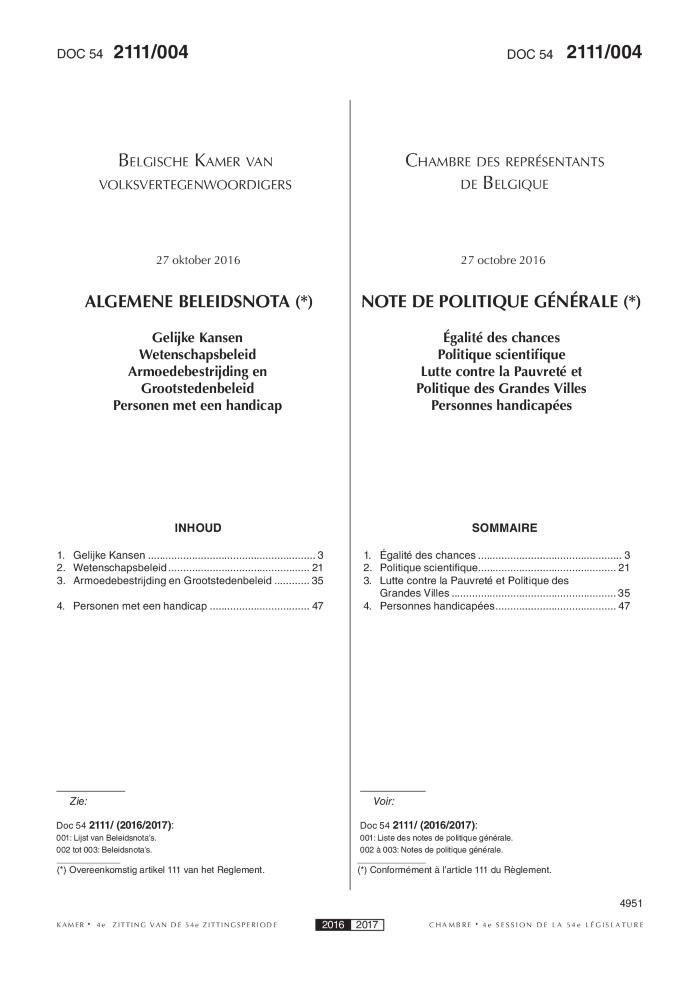 DOC 54 2111/004
DOC 54 2111/004
Belgische Kamer van
volksvertegenwoordigers
27 oktober 2016
ALGEMENE BELEIDSNOTA (*)
Gelijke Kansen
Wetenschapsbeleid
Armoedebestrijding en
Grootstedenbeleid
Personen met een handicap
INHOUD
1. Gelijke Kansen ......................................................... 3
2. Wetenschapsbeleid ................................................ 21
3. Armoedebestrijding en Grootstedenbeleid ............ 35
4. Personen met een handicap .................................. 47
Zie:
Doc 54 2111/ (2016/2017):
001: Lijst van Beleidsnota's.
002 tot 003: Beleidsnota's.
(*) Overeenkomstig artikel 111 van het Reglement.
Chambre des représentants
de Belgique
27 octobre 2016
NOTE DE POLITIQUE GÉNÉRALE (*)
Égalité des chances
Politique scientifique
Lutte contre la Pauvreté et
Politique des Grandes Villes
Personnes handicapées
SOMMAIRE
1. Égalité des chances ................................................. 3
2. Politique scientifique............................................... 21
3. Lutte contre la Pauvreté et Politique des
Grandes Villes ........................................................ 35
4. Personnes handicapées......................................... 47
Voir:
Doc 54 2111/ (2016/2017):
001: Liste des notes de politique générale.
002 à 003: Notes de politique générale.
(*) Conformément à l'article 111 du Règlement.
4951
KAMER • 4e ZITTING VAN DE 54e ZITTINGSPERIODE
2016 2017
CHAMBRE • 4e SESSION DE LA 54e LÉGISLATURE